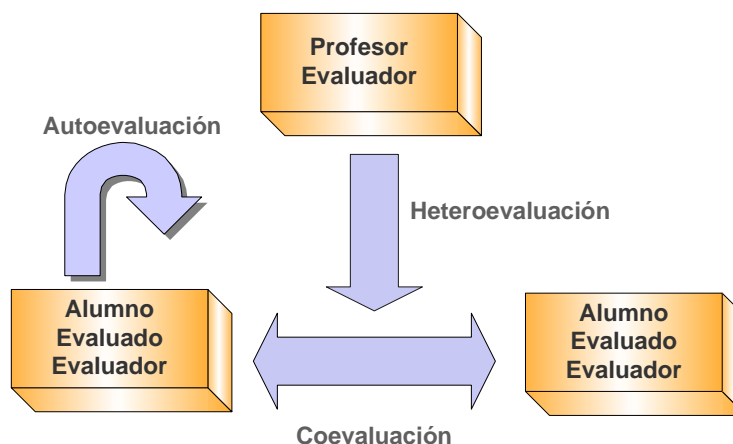 Profesor
Evaluador
Autoevaluación
Heteroevaluación
Alumno
Evaluado
Evaluador
Alumno
Evaluado
Evaluador
Coevaluación